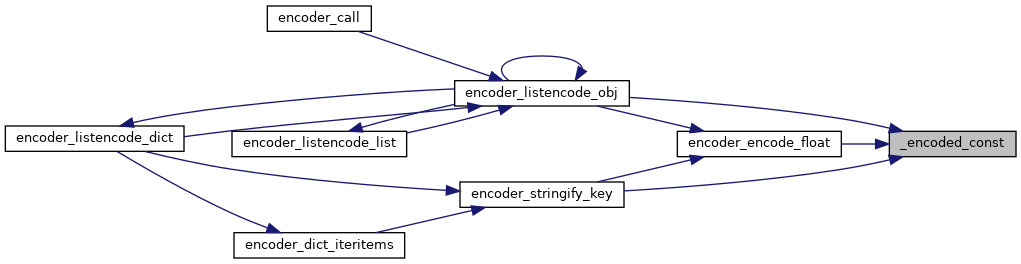 encoder_call
encoder_listencode_obj
encoder_listencode_dict
encoder_listencode_list
encoder_encode_float
_encoded_const
encoder_stringify_key
encoder_dict_iteritems